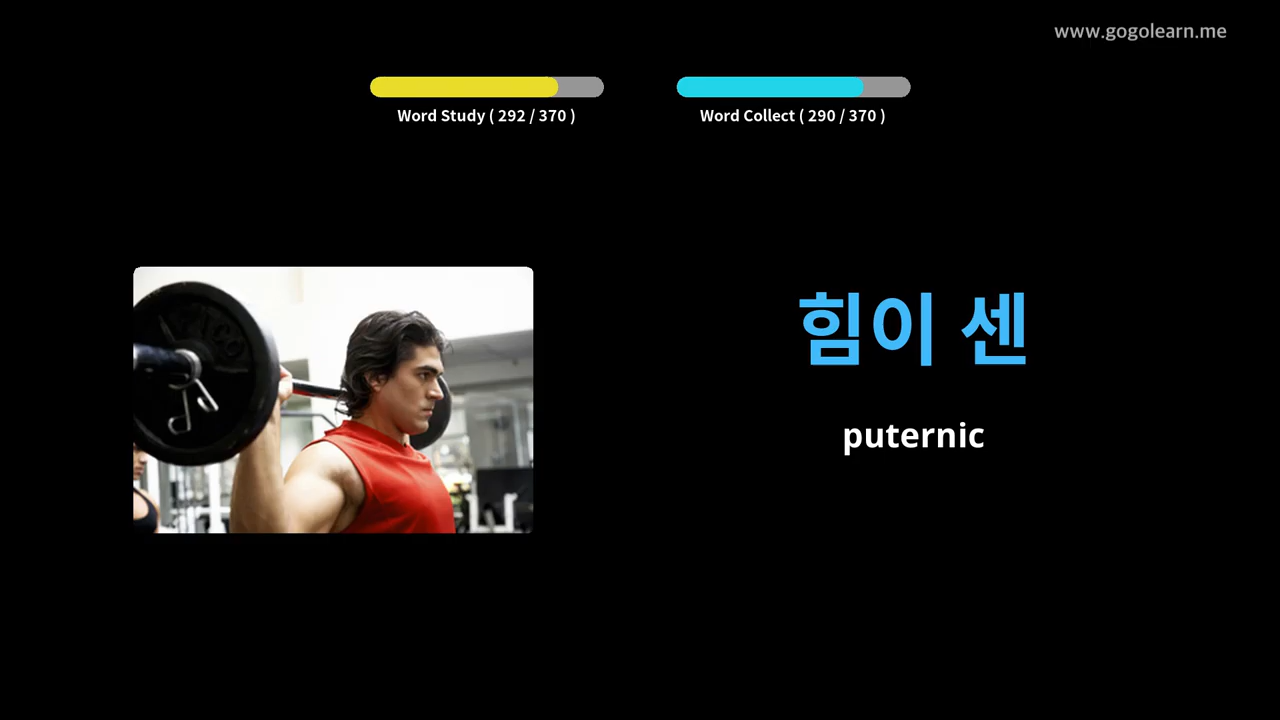 www.gogolearn.me
Word Study ( 292 / 370 )
Word Collect ( 290 / 370 )
힘이 센
puternic